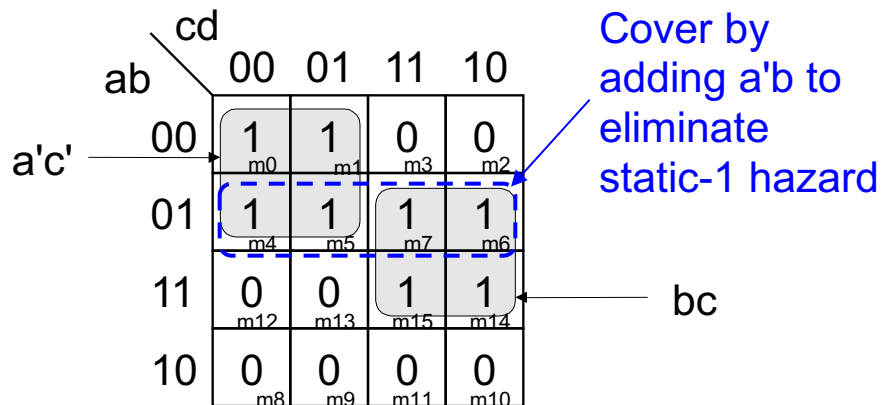 cd
ab
00 01 11 10
Cover by
adding a'b to
eliminate
static-1 hazard
a'c'
00 1 m0 1 m1 0 m3 0 m2
01 1 m4 1 m5 1 m7 1 m6
11 0 m12 0 m13 1 m15 1 m14
bc
10 0 m8 0 m9 0 m11 0 m10